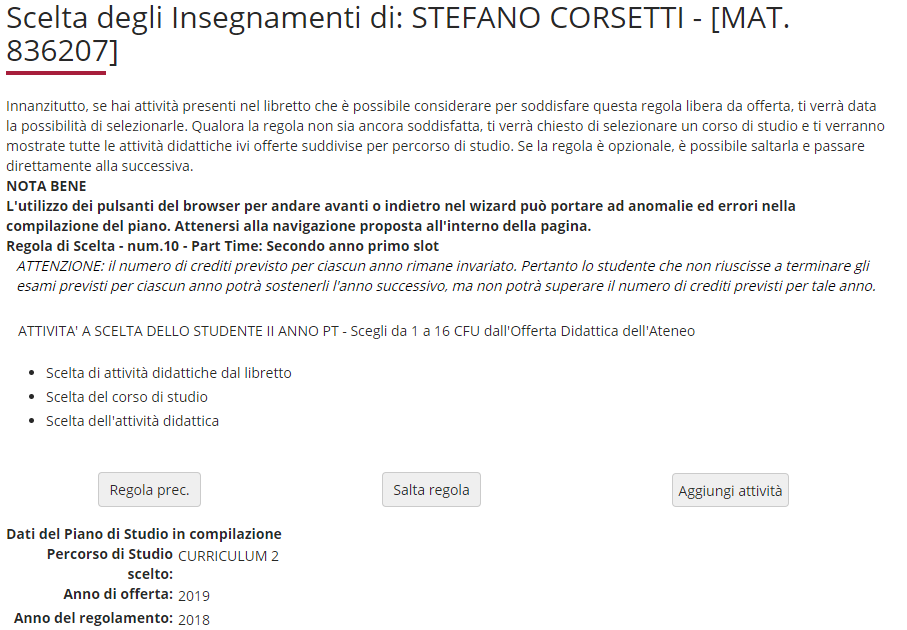 Scelta degli Insegnamenti di: STEFANO CORSETTI - [MAT.
836207]
Innanzitutto, se hai attività presenti nel libretto che è possibile considerare per soddisfare questa regola libera da offerta, ti verrà data
la possibilità di selezionarle. Qualora la regola non sia ancora soddisfatta, ti verrà chiesto di selezionare un corso di studio e ti verranno
mostrate tutte le attività didattiche ivi offerte suddivise per percorso di studio. Se la regola è opzionale, è possibile saltarla e passare
direttamente alla successiva.
NOTA BENE
L'utilizzo dei pulsanti del browser per andare avanti o indietro nel wizard può portare ad anomalie ed errori nella
compilazione del piano. Attenersi alla navigazione proposta all'interno della pagina.
Regola di Scelta - num.10 - Part Time: Secondo anno primo slot
ATTENZIONE: il numero di crediti previsto per ciascun anno rimane invariato. Pertanto lo studente che non riuscisse a terminare gli
esami previsti per ciascun anno potrà sostenerli l'anno successivo, ma non potrà superare il numero di crediti previsti per tale anno.
ATTIVITA' A SCELTA DELLO STUDENTE II ANNO PT - Scegli da 1 a 16 CFU dall'Offerta Didattica dell'Ateneo
• Scelta di attività didattiche dal libretto
• Scelta del corso di studio
• Scelta dell'attività didattica
Regola prec. Salta regola Aggiungi attività
Dati del Piano di Studio in compilazione
Percorso di Studio CURRICULUM 2
scelto:
Anno di offerta: 2019
Anno del regolamento: 2018